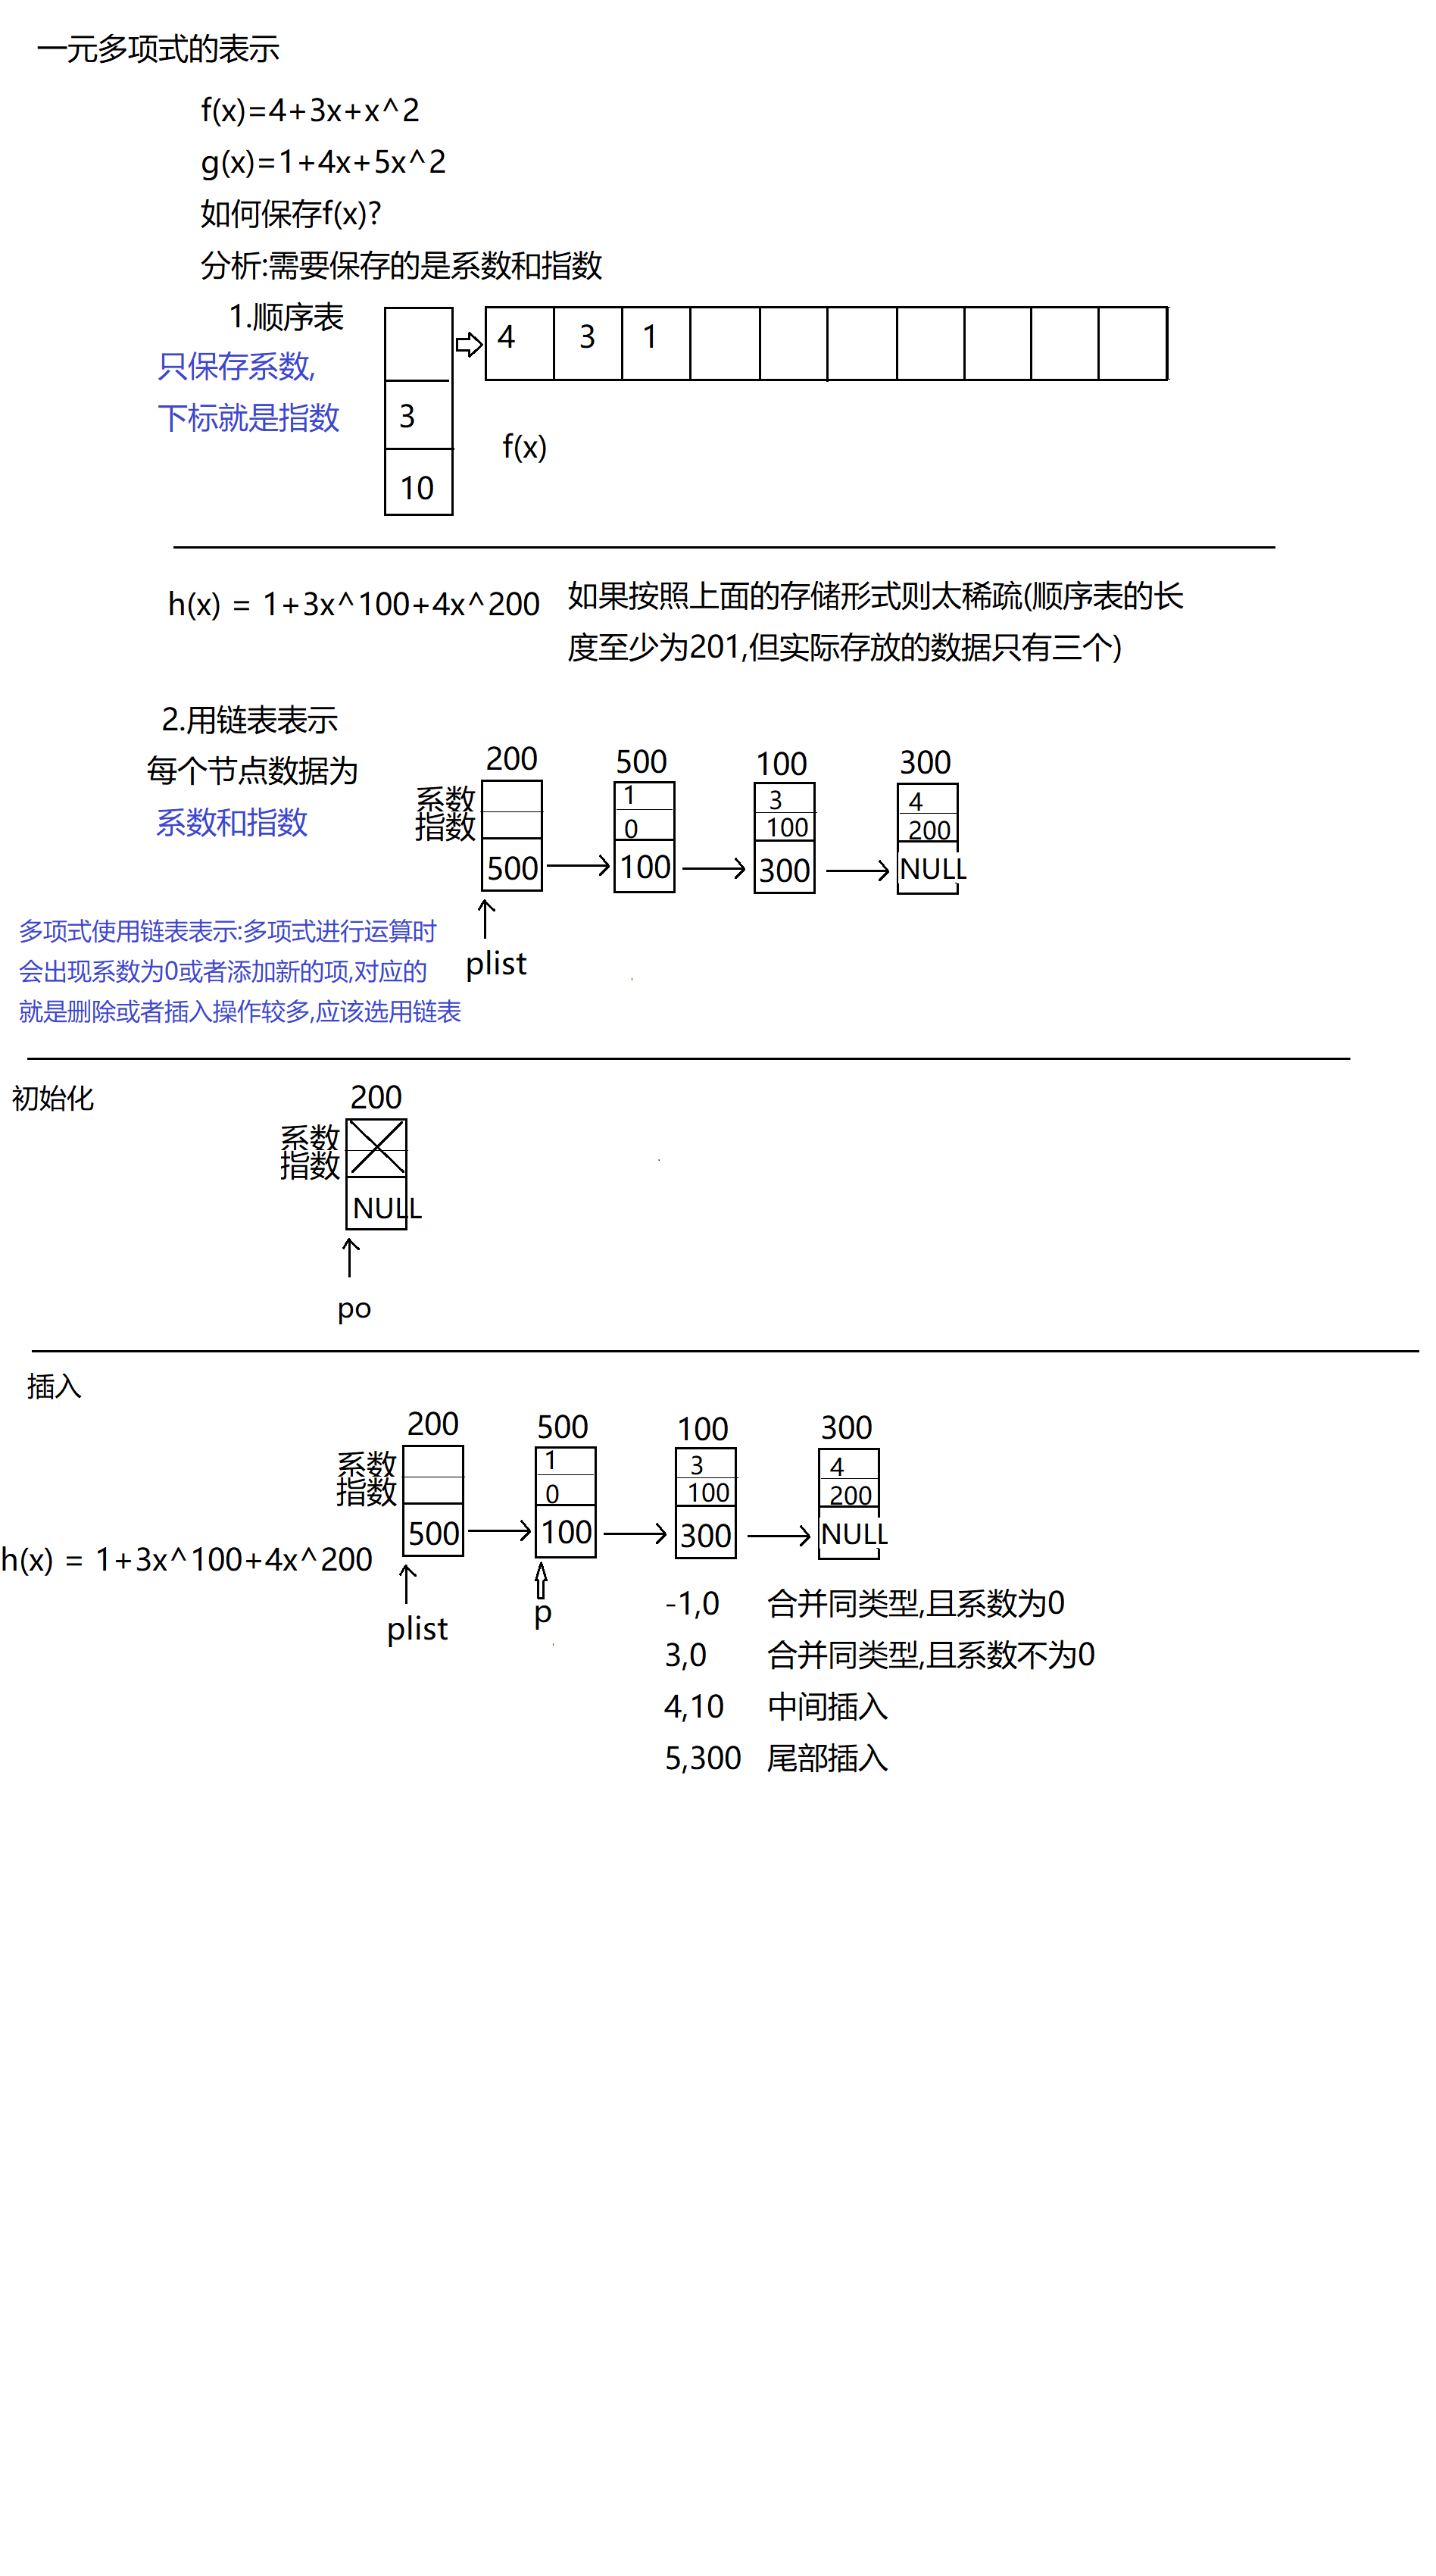 一元多项式的表示
f(x)=4+3x+x^2
g(x)=1+4x+5x^2
如何保存f(x)?
分析:需要保存的是系数和指数
1.顺序表
只保存系数,
下标就是指数
4 3 1
3
10
f(x)
h(x) = 1+3x^100+4x^200
如果按照上面的存储形式则太稀疏(顺序表的长
度至少为201,但实际存放的数据只有三个)
2.用链表表示
每个节点数据为
系数和指数
200 500 100 300
系数 1 3 4
指数 0 100 200
500 100 300 NULL
plist
多项式使用链表表示:多项式进行运算时
会出现系数为0或者添加新的项,对应的
就是删除或者插入操作较多,应该选用链表
初始化
200
系数
指数
NULL
po
插入
200 500 100 300
系数 1 3 4
指数 0 100 200
500 100 300 NULL
h(x) = 1+3x^100+4x^200
plist
p
-1,0 合并同类型,且系数为0
3,0 合并同类型,且系数不为0
4,10 中间插入
5,300 尾部插入